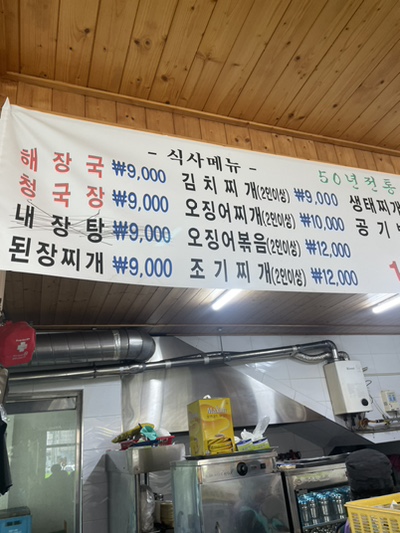 - 식사메뉴 -
50년전통
해장국 ₩9,000
청국장 ₩9,000
내장탕 ₩9,000
된장찌개 ₩9,000
김치찌개(2인이상) ₩9,000
오징어찌개(2인이상) ₩10,000
오징어볶음(2인이상) ₩12,000
조기찌개(2인이상) ₩12,000
생태찌개
공기